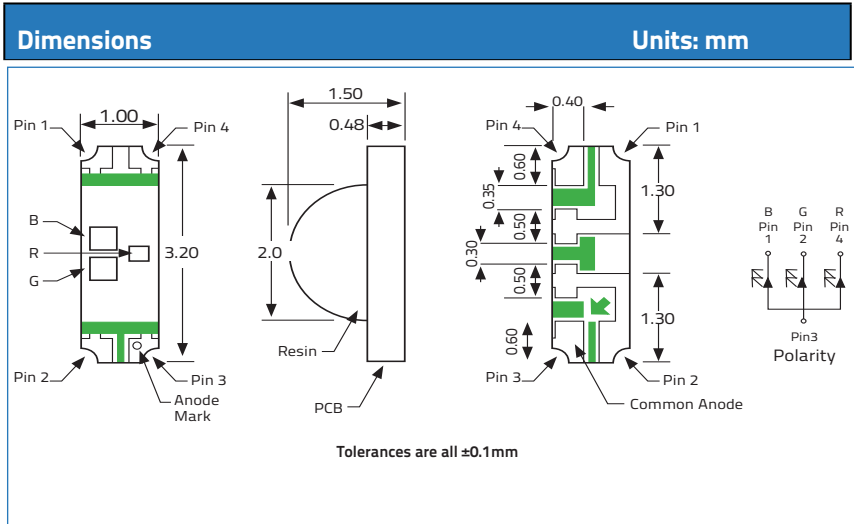 Dimensions
Units: mm
Pin 1
1.00
Pin 4
B
R
G
3.20
Pin 2
Pin 3
Anode
Mark
1.50
0.48
2.0
Resin
PCB
0.40
Pin 4
Pin 1
0.60
0.35
0.50
0.30
0.50
0.60
1.30
1.30
Pin 3
Pin 2
Common Anode
B
Pin
1
G
Pin
2
R
Pin
4
Pin3
Polarity
Tolerances are all ±0.1mm